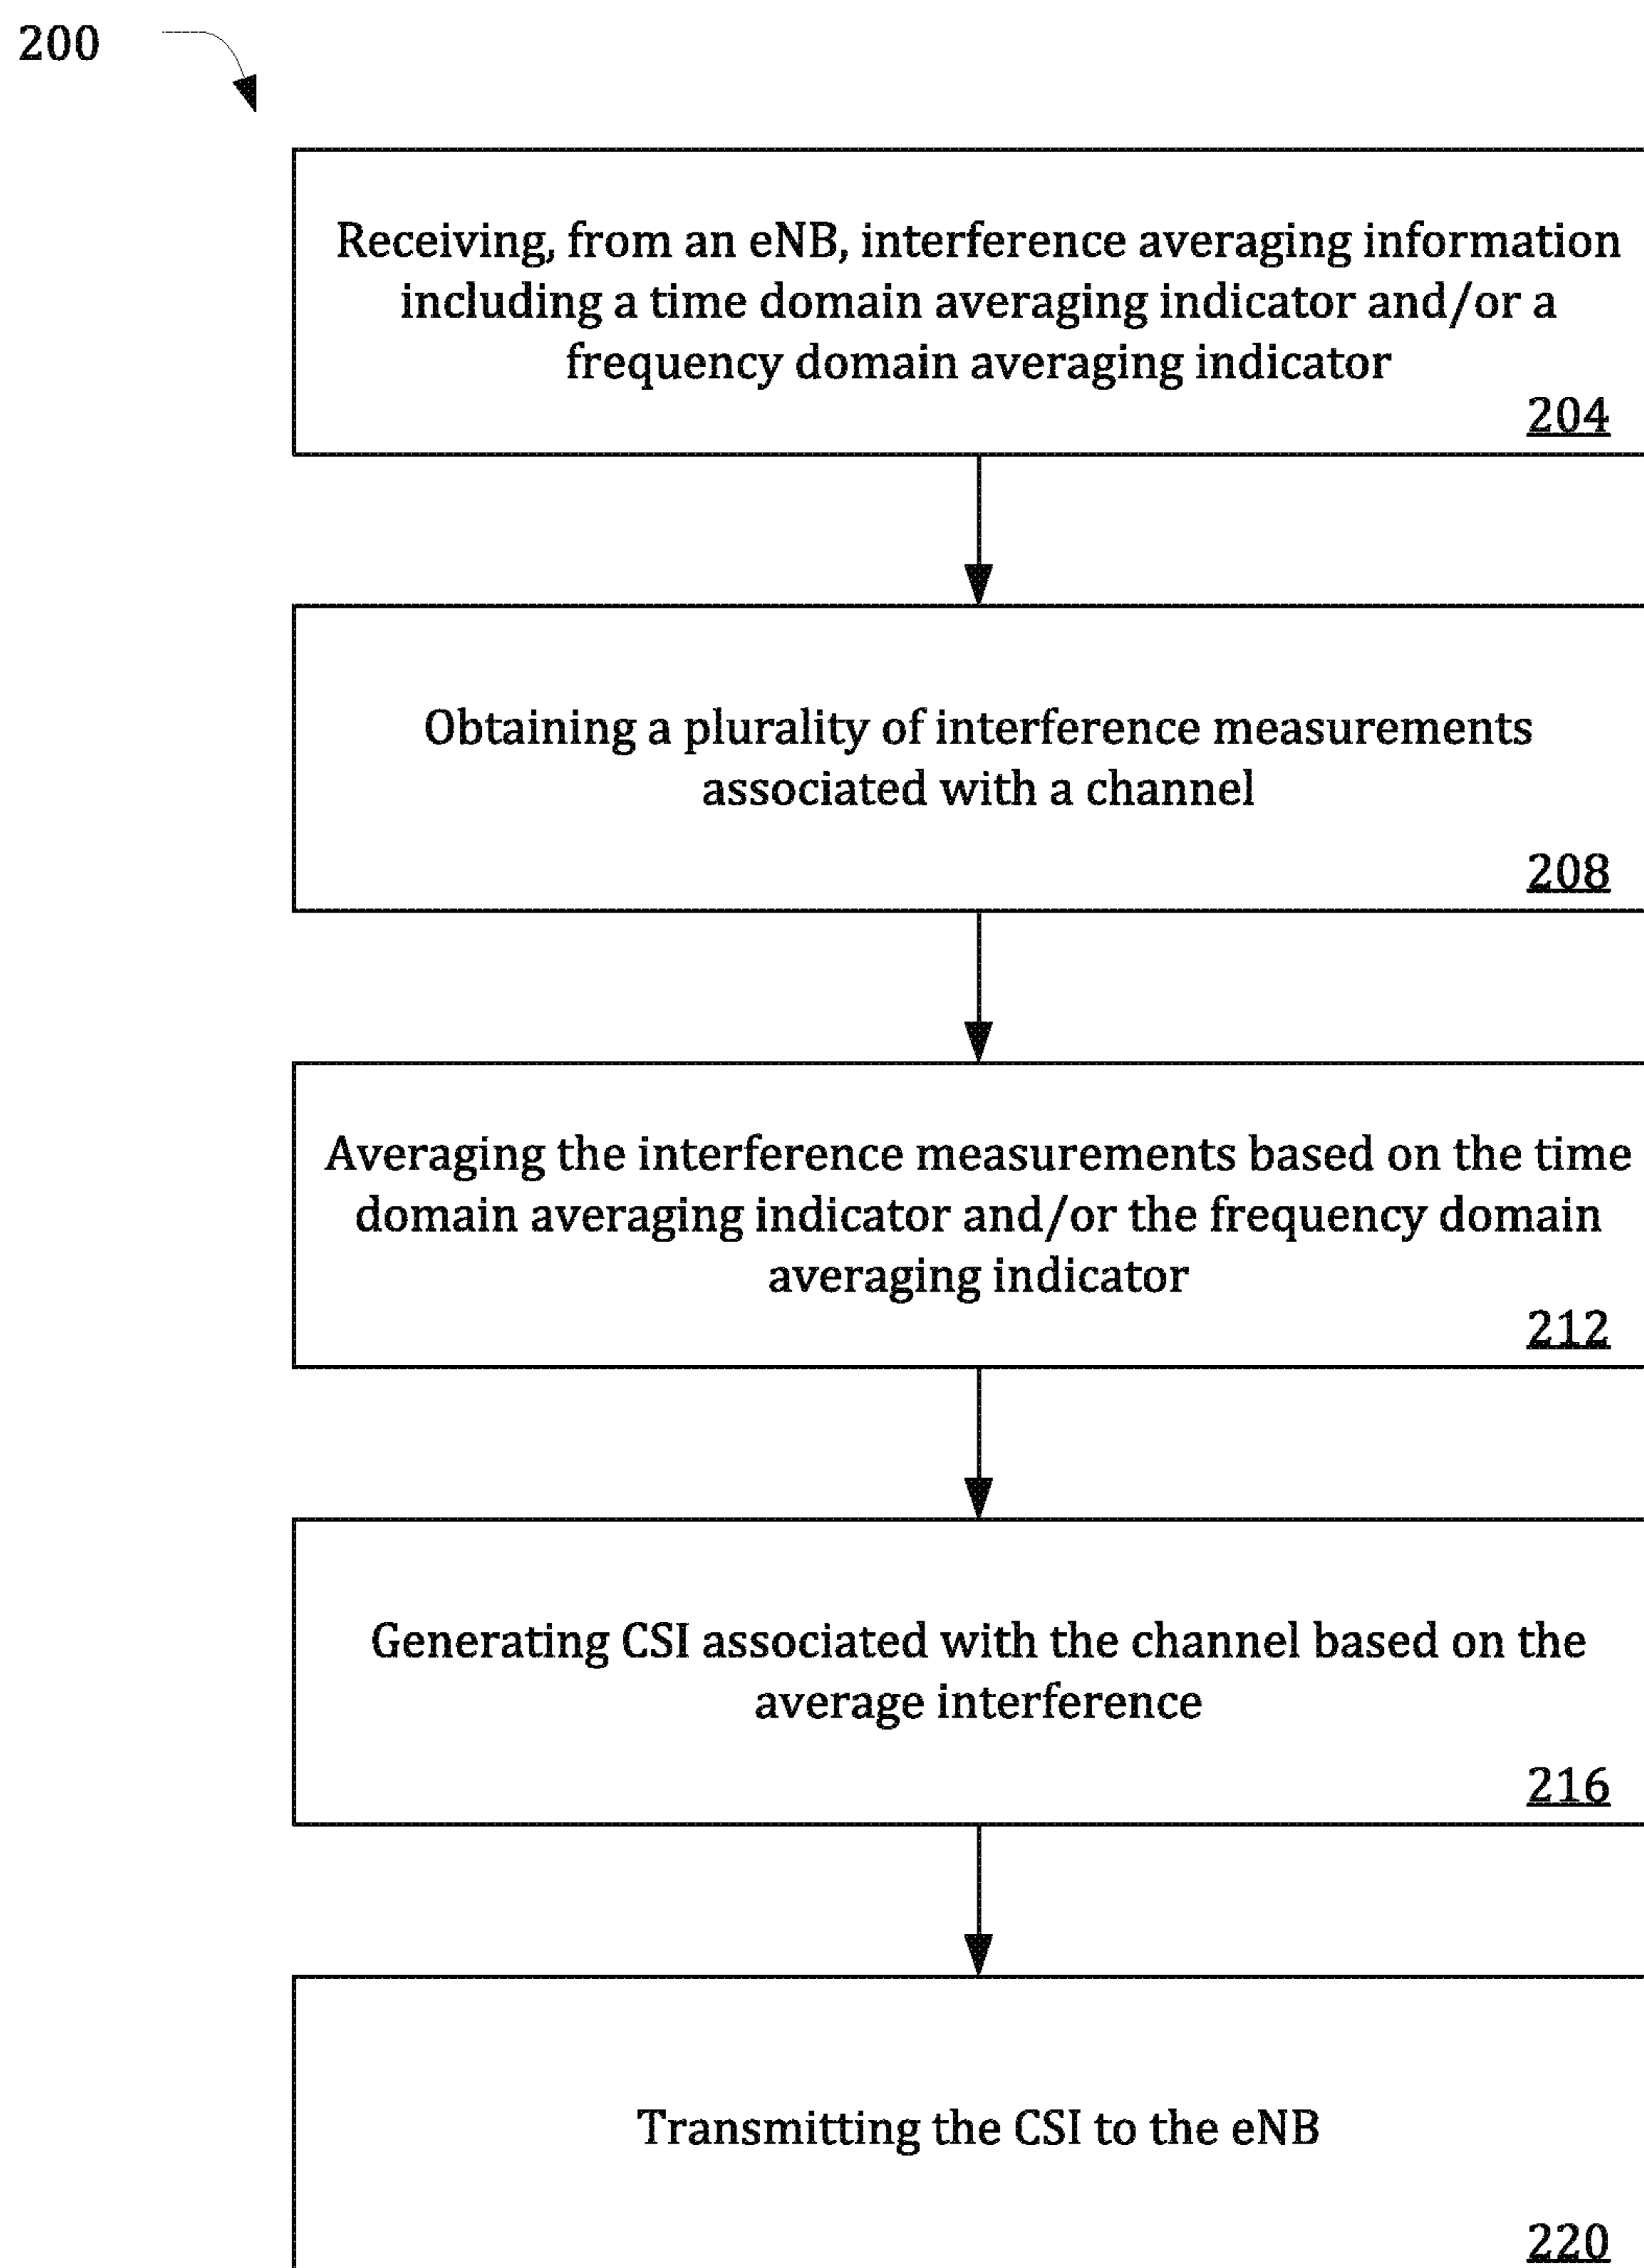 200
Receiving, from an eNB, interference averaging information
including a time domain averaging indicator and/or a
frequency domain averaging indicator
204
Obtaining a plurality of interference measurements
associated with a channel
208
Averaging the interference measurements based on the time
domain averaging indicator and/or the frequency domain
averaging indicator
212
Generating CSI associated with the channel based on the
average interference
216
Transmitting the CSI to the eNB
220